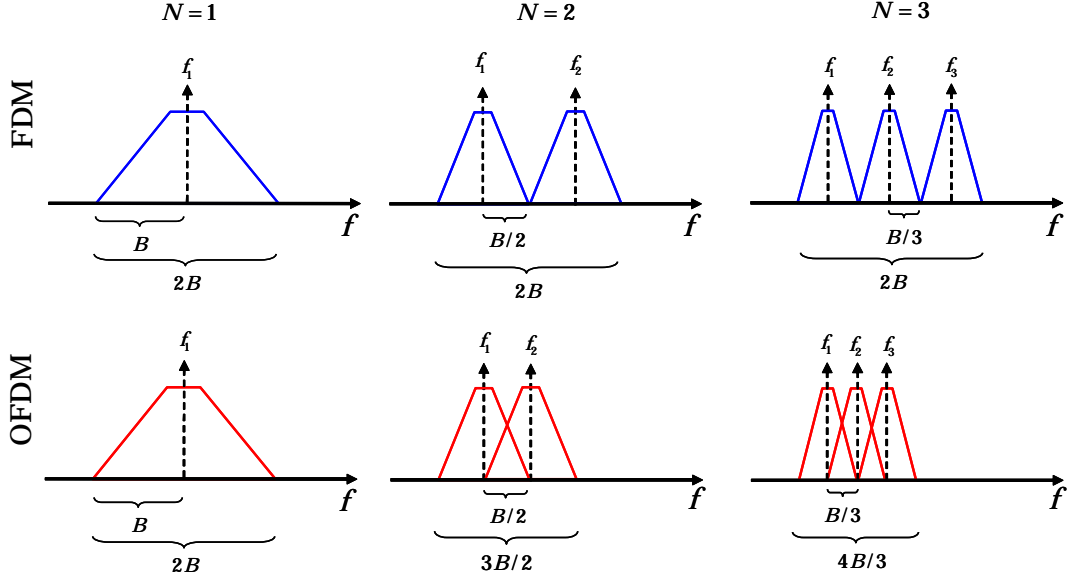 N = 1
N = 2
N = 3
FDM
f1
f1
f2
f1
f2
f3
f
f
f
B
B/2
B/3
2B
2B
2B
OFDM
f1
f1
f2
f1
f2
f3
f
f
f
B
B/2
B/3
2B
3B/2
4B/3